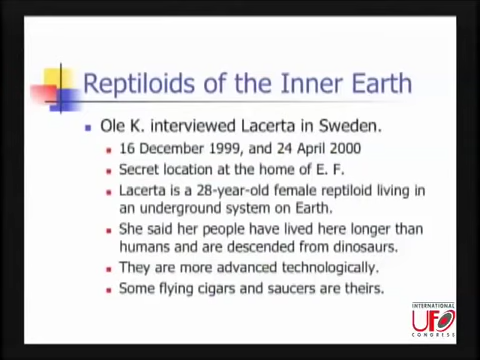 Reptiloids of the Inner Earth
Ole K. interviewed Lacerta in Sweden.
16 December 1999, and 24 April 2000
Secret location at the home of E. F.
Lacerta is a 28-year-old female reptiloid living in
an underground system on Earth.
She said her people have lived here longer than
humans and are descended from dinosaurs.
They are more advanced technologically.
Some flying cigars and saucers are theirs.
INTERNATIONAL
UFO
CONGRESS